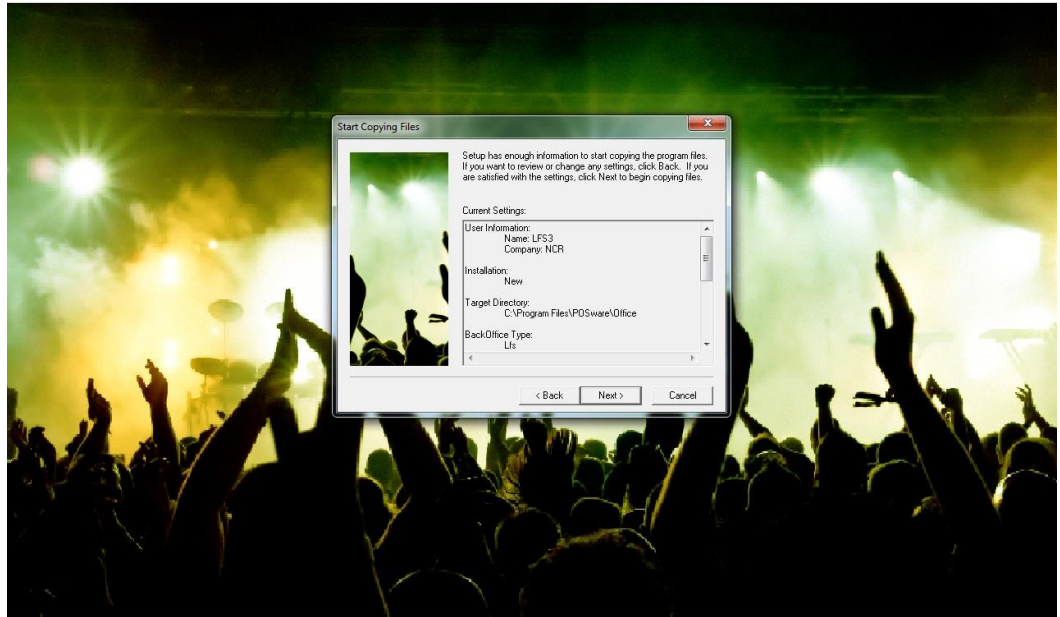 Start Copying Files
Setup has enough information to start copying the program files.
If you want to review or change any settings, click Back. If you
are satisfied with the settings, click Next to begin copying files.
Current Settings:
User Information:
Name: LFS3
Company: NCR
Installation:
New
Target Directory:
C:\Program Files\POSware\Office
BackOffice Type:
Lfs
< Back
Next >
Cancel